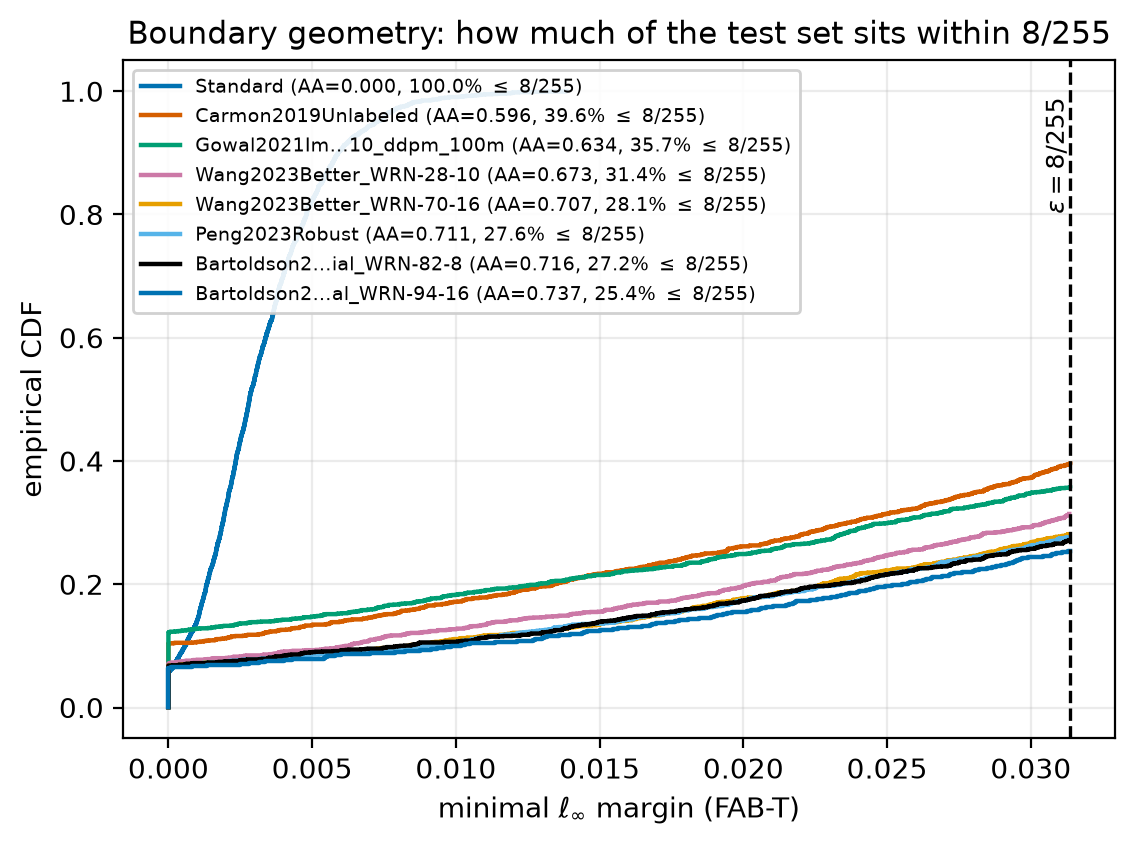 Boundary geometry: how much of the test set sits within 8/255
Standard (AA=0.000, 100.0% ≤ 8/255)
Carmon2019Unlabeled (AA=0.596, 39.6% ≤ 8/255)
Gowal2021Im...10_ddpm_100m (AA=0.634, 35.7% ≤ 8/255)
Wang2023Better_WRN-28-10 (AA=0.673, 31.4% ≤ 8/255)
Wang2023Better_WRN-70-16 (AA=0.707, 28.1% ≤ 8/255)
Peng2023Robust (AA=0.711, 27.6% ≤ 8/255)
Bartoldson2...ial_WRN-82-8 (AA=0.716, 27.2% ≤ 8/255)
Bartoldson2...al_WRN-94-16 (AA=0.737, 25.4% ≤ 8/255)
ε = 8/255
empirical CDF
1.0
0.8
0.6
0.4
0.2
0.0
0.000 0.005 0.010 0.015 0.020 0.025 0.030
minimal ℓ∞ margin (FAB-T)